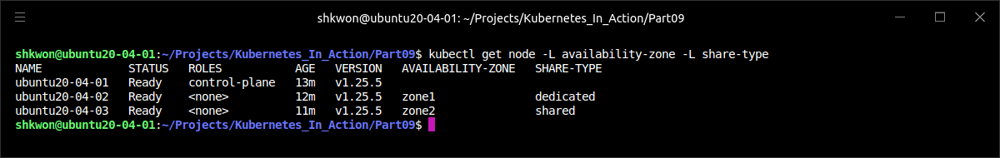 shkwon@ubuntu20-04-01: ~/Projects/Kubernetes_In_Action/Part09
shkwon@ubuntu20-04-01:~/Projects/Kubernetes_In_Action/Part09$ kubectl get node -L availability-zone -L share-type
NAME STATUS ROLES AGE VERSION AVAILABILITY-ZONE SHARE-TYPE
ubuntu20-04-01 Ready control-plane 13m v1.25.5
ubuntu20-04-02 Ready <none> 12m v1.25.5 zone1 dedicated
ubuntu20-04-03 Ready <none> 11m v1.25.5 zone2 shared
shkwon@ubuntu20-04-01:~/Projects/Kubernetes_In_Action/Part09$